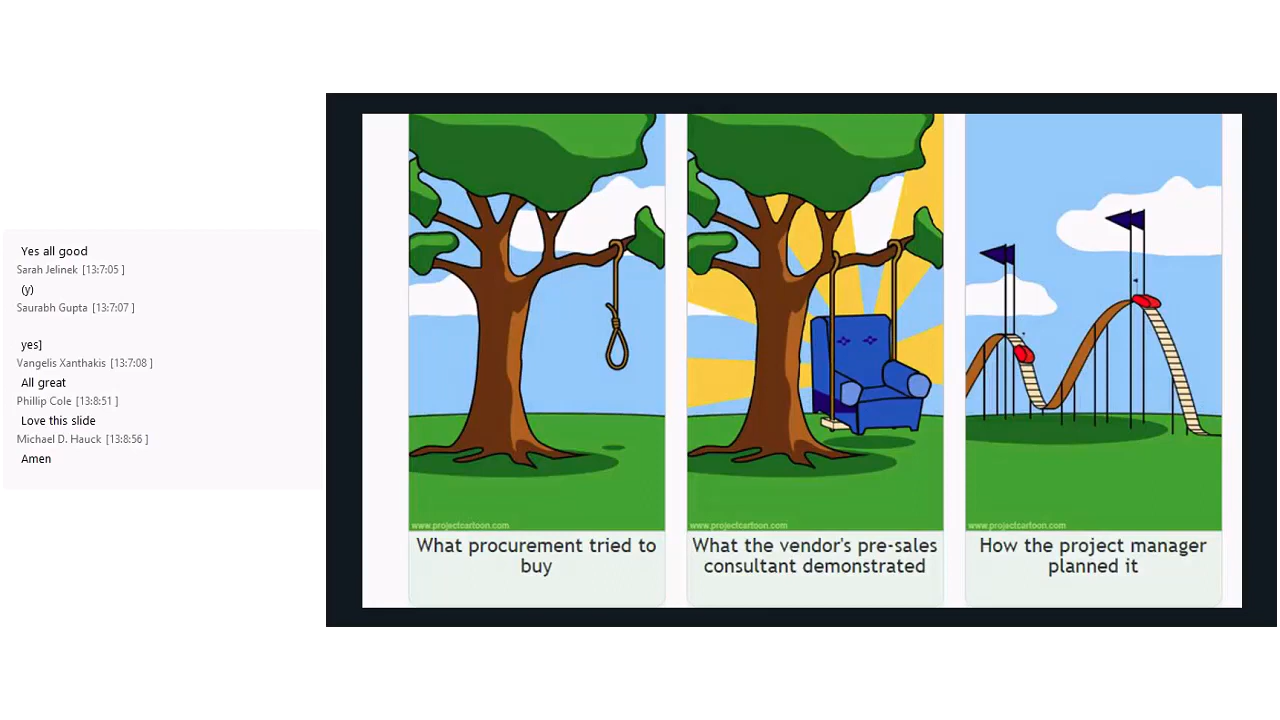 Yes all good
Sarah Jelinek [13:7:05 ]
(y)
Saurabh Gupta [13:7:07 ]
yes]
Vangelis Xanthakis [13:7:08 ]
All great
Phillip Cole [13:8:51 ]
Love this slide
Michael D. Hauck [13:8:56 ]
Amen
www.projectcartoon.com
What procurement tried to
buy
www.projectcartoon.com
What the vendor's pre-sales
consultant demonstrated
www.projectcartoon.com
How the project manager
planned it